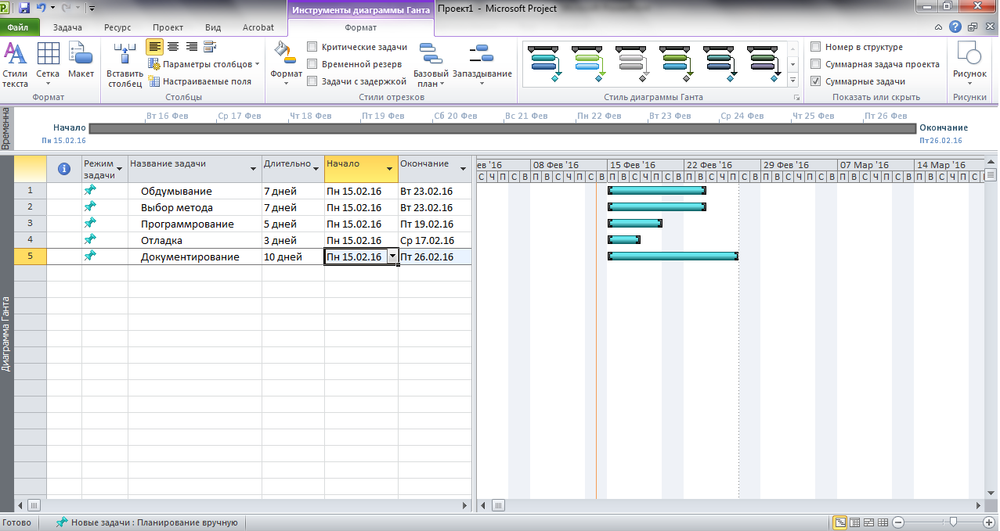 Инструменты диаграммы Ганта Проект1 - Microsoft Project
Файл Задача Ресурс Проект Вид Acrobat Формат
Стили текста
Сетка
Макет
Формат
Вставить столбец
Параметры столбцов
Настраиваемые поля
Столбцы
Формат
Критические задачи
Временной резерв
Задачи с задержкой
Базовый план
Запаздывание
Стили отрезков
Стиль диаграммы Ганта
Номер в структуре
Суммарная задача проекта
Суммарные задачи
Показать или скрыть
Рисунок
Рисунки
Временна
Вт 16 Фев Ср 17 Фев Чт 18 Фев Пт 19 Фев Сб 20 Фев Вс 21 Фев Пн 22 Фев Вт 23 Фев Ср 24 Фев Чт 25 Фев Пт 26 Фев
Начало
Пн 15.02.16
Окончание
Пт 26.02.16
Диаграмма Ганта
Режим задачи Название задачи Длительно Начало Окончание
1 Обдумывание 7 дней Пн 15.02.16 Вт 23.02.16
2 Выбор метода 7 дней Пн 15.02.16 Вт 23.02.16
3 Программрование 5 дней Пн 15.02.16 Пт 19.02.16
4 Отладка 3 дней Пн 15.02.16 Ср 17.02.16
5 Документирование 10 дней Пн 15.02.16 Пт 26.02.16
ев '16 08 Фев '16 15 Фев '16 22 Фев '16 29 Фев '16 07 Мар '16 14 Мар '16
С Ч П С В П В С Ч П С В П В С Ч П С В П В С Ч П С В П В С Ч П С В П В С Ч П С В П В С Ч П С
Готово Новые задачи : Планирование вручную